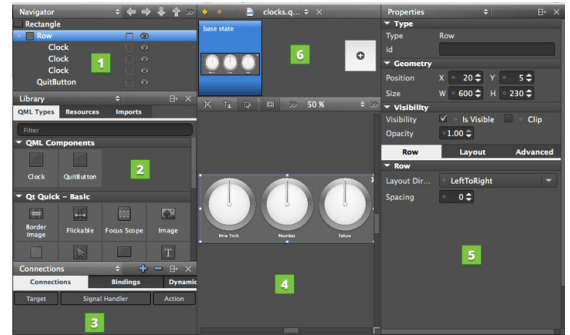 Navigator
Rectangle
Row
Clock
Clock
Clock
QuitButton
1
Library
QML Types Resources Imports
Filter
QML Components
Clock QuitButton
2
Qt Quick - Basic
Border Image Flickable Focus Scope Image
T
Connections
Connections Bindings Dynamic
Target Signal Handler Action
3
clocks.q...
base state
6
50 %
New York Mumbai Tokyo
4
Properties
Type
Type Row
id
Geometry
Position X 20 Y 5
Size W 600 H 230
Visibility
Visibility Is Visible Clip
Opacity 1.00
Row Layout Advanced
Row
Layout Dir... LeftToRight
Spacing 0
5